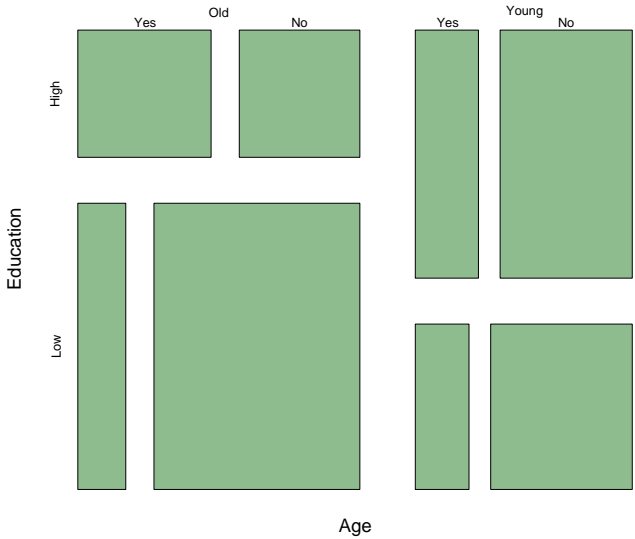 Old
Young
Yes
No
Yes
No
High
Education
Low
Age